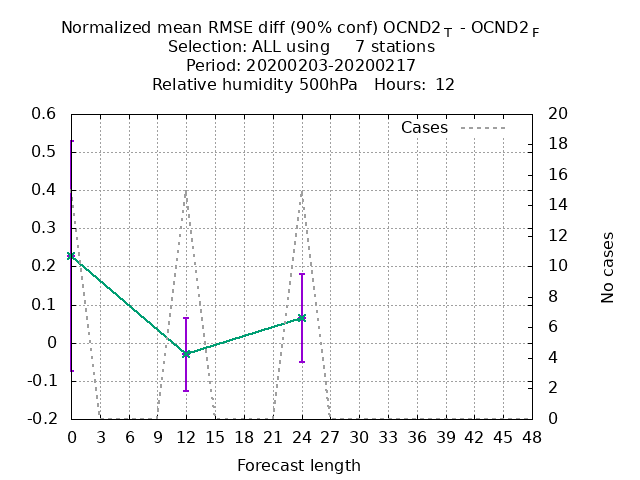 Normalized mean RMSE diff (90% conf) OCND2 T - OCND2 F
Selection: ALL using 7 stations
Period: 20200203-20200217
Relative humidity 500hPa Hours: 12
Cases
0.6
0.5
0.4
0.3
0.2
0.1
0
-0.1
-0.2
20
18
16
14
12
10
8
6
4
2
0
No cases
0 3 6 9 12 15 18 21 24 27 30 33 36 39 42 45 48
Forecast length